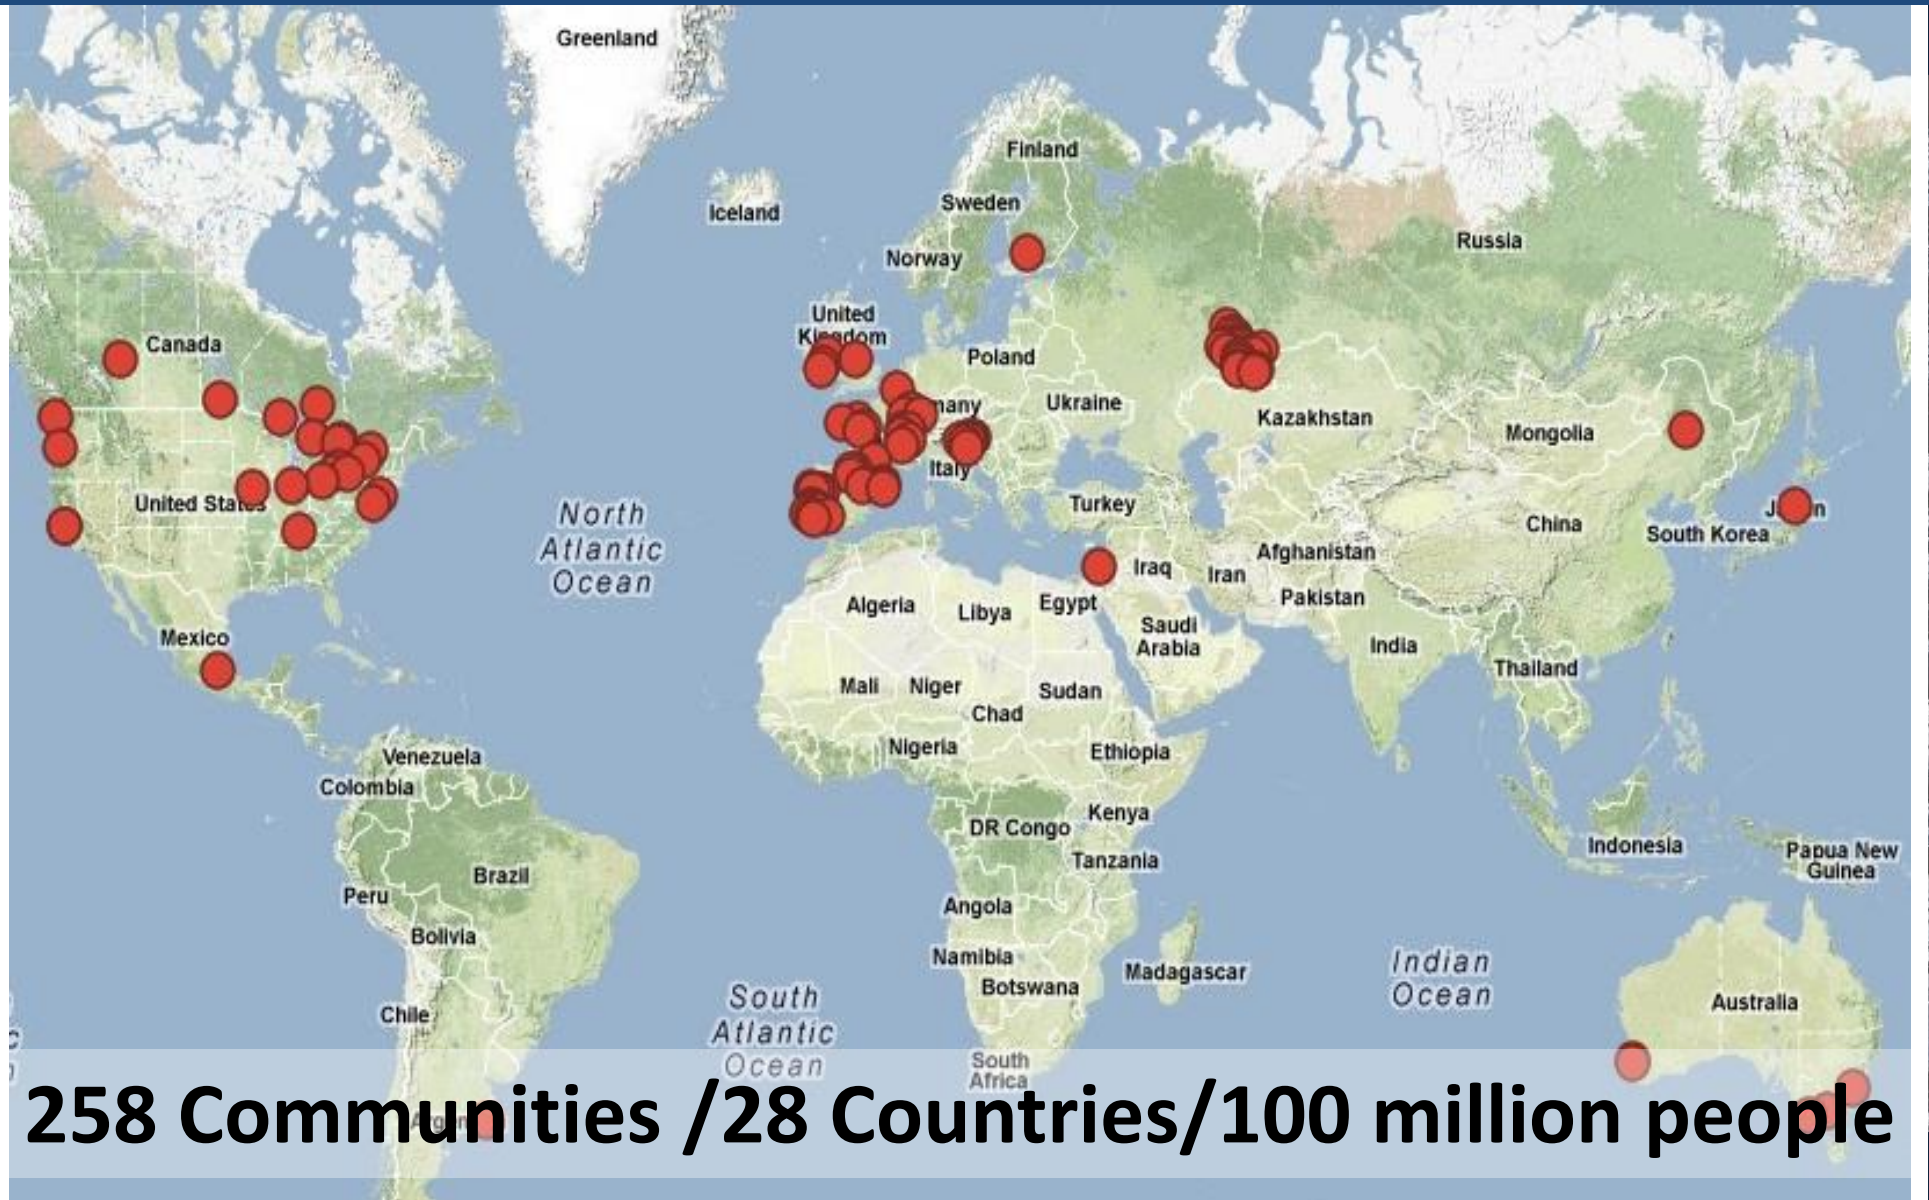 Greenland
Finland
Iceland
Sweden
Norway
Russia
United
Kingdom
Canada
Poland
Ukraine
Kazakhstan
Mongolia
Italy
United States
Turkey
North
Atlantic
Ocean
China
South Korea
Afghanistan
Iraq
Iran
Pakistan
Algeria
Libya
Egypt
Saudi
Arabia
India
Mexico
Thailand
Mali
Niger
Sudan
Chad
Nigeria
Ethiopia
Venezuela
Colombia
Kenya
DR Congo
Indonesia
Papua New
Guinea
Tanzania
Brazil
Peru
Angola
Bolivia
Namibia
Madagascar
Botswana
Indian
Ocean
South
Atlantic
Ocean
Chile
Australia
South
Africa
258 Communities /28 Countries/100 million people